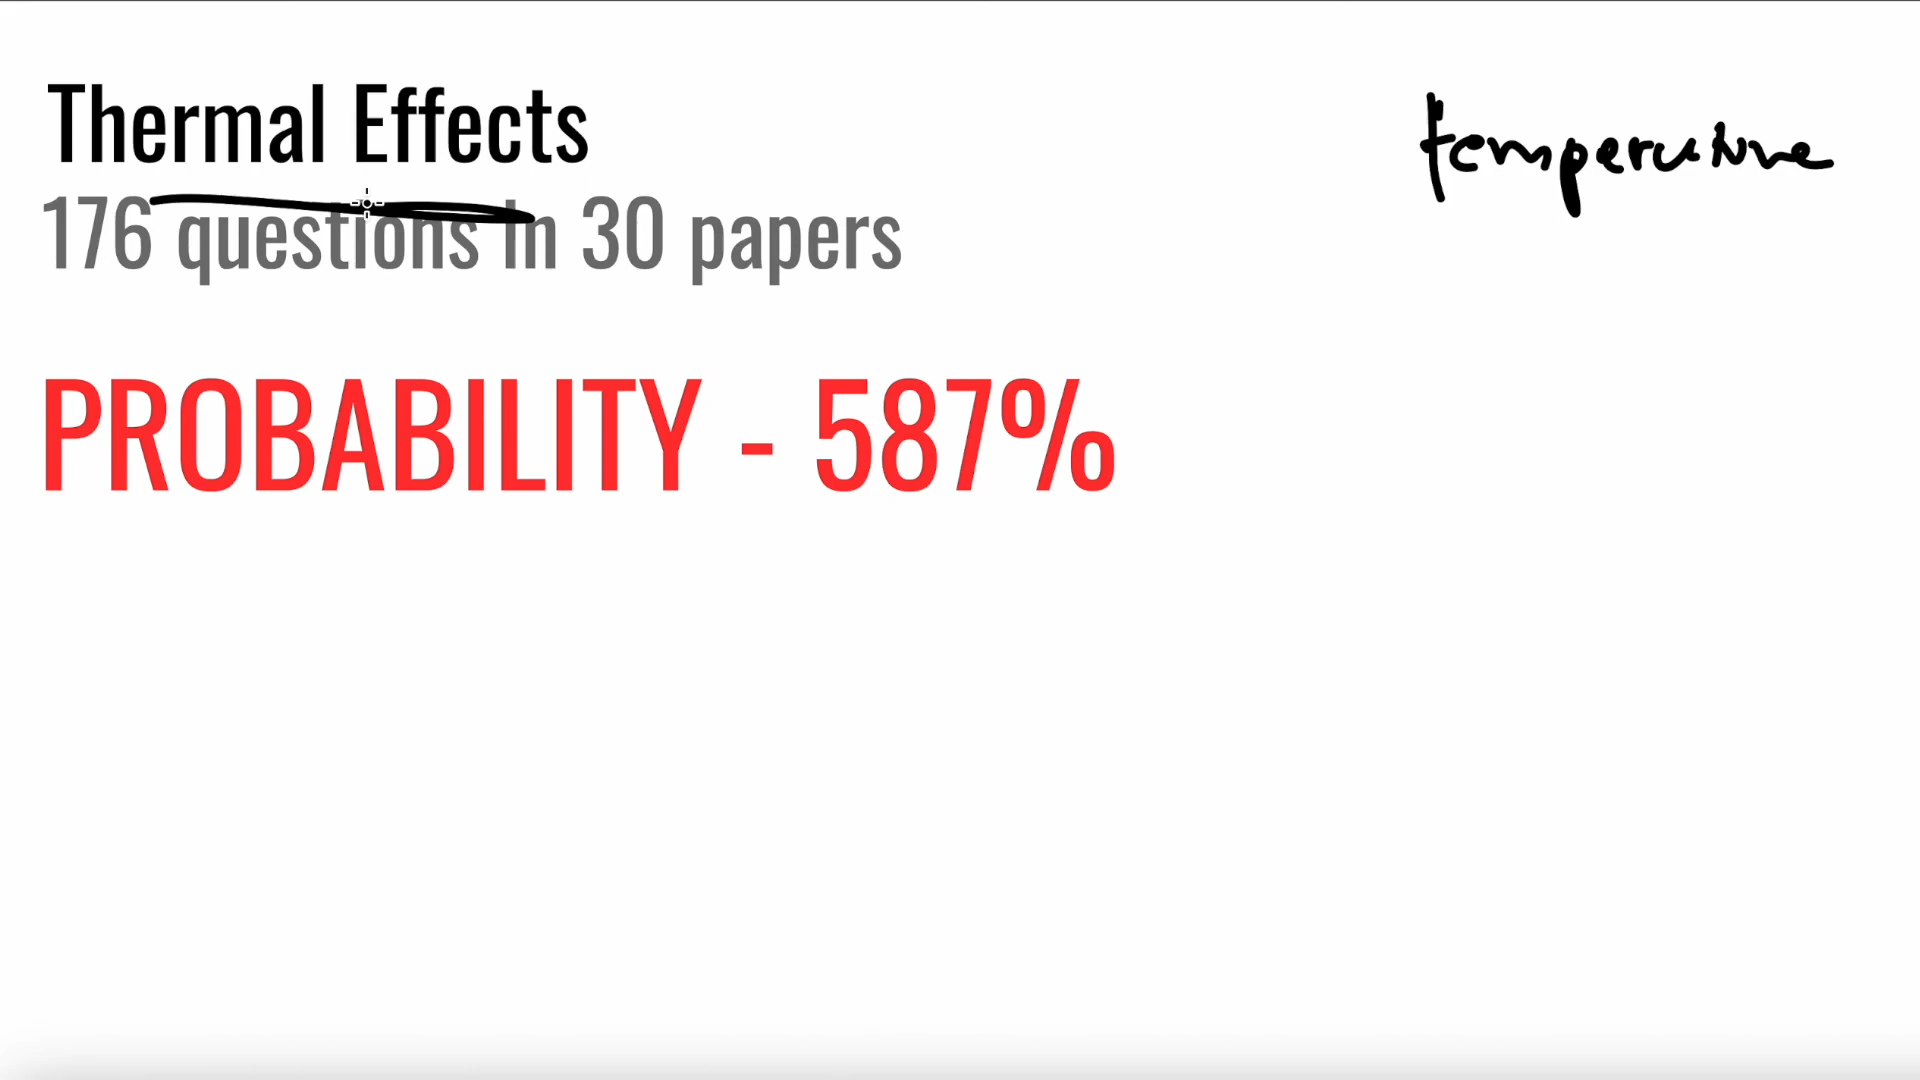 Thermal Effects
temperature
176 questions in 30 papers
PROBABILITY - 587%